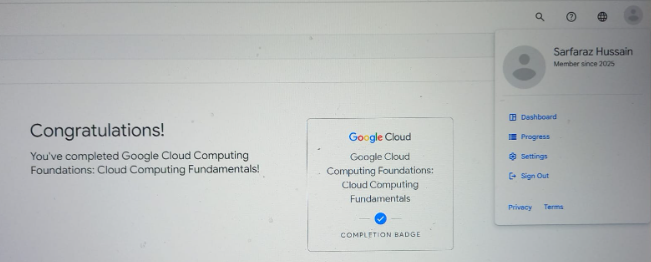 Sarfaraz Hussain
Member since 2025
Dashboard
Progress
Settings
Sign Out
Privacy Terms
Congratulations!
You've completed Google Cloud Computing
Foundations: Cloud Computing Fundamentals!
Google Cloud
Google Cloud
Computing Foundations:
Cloud Computing
Fundamentals
COMPLETION BADGE